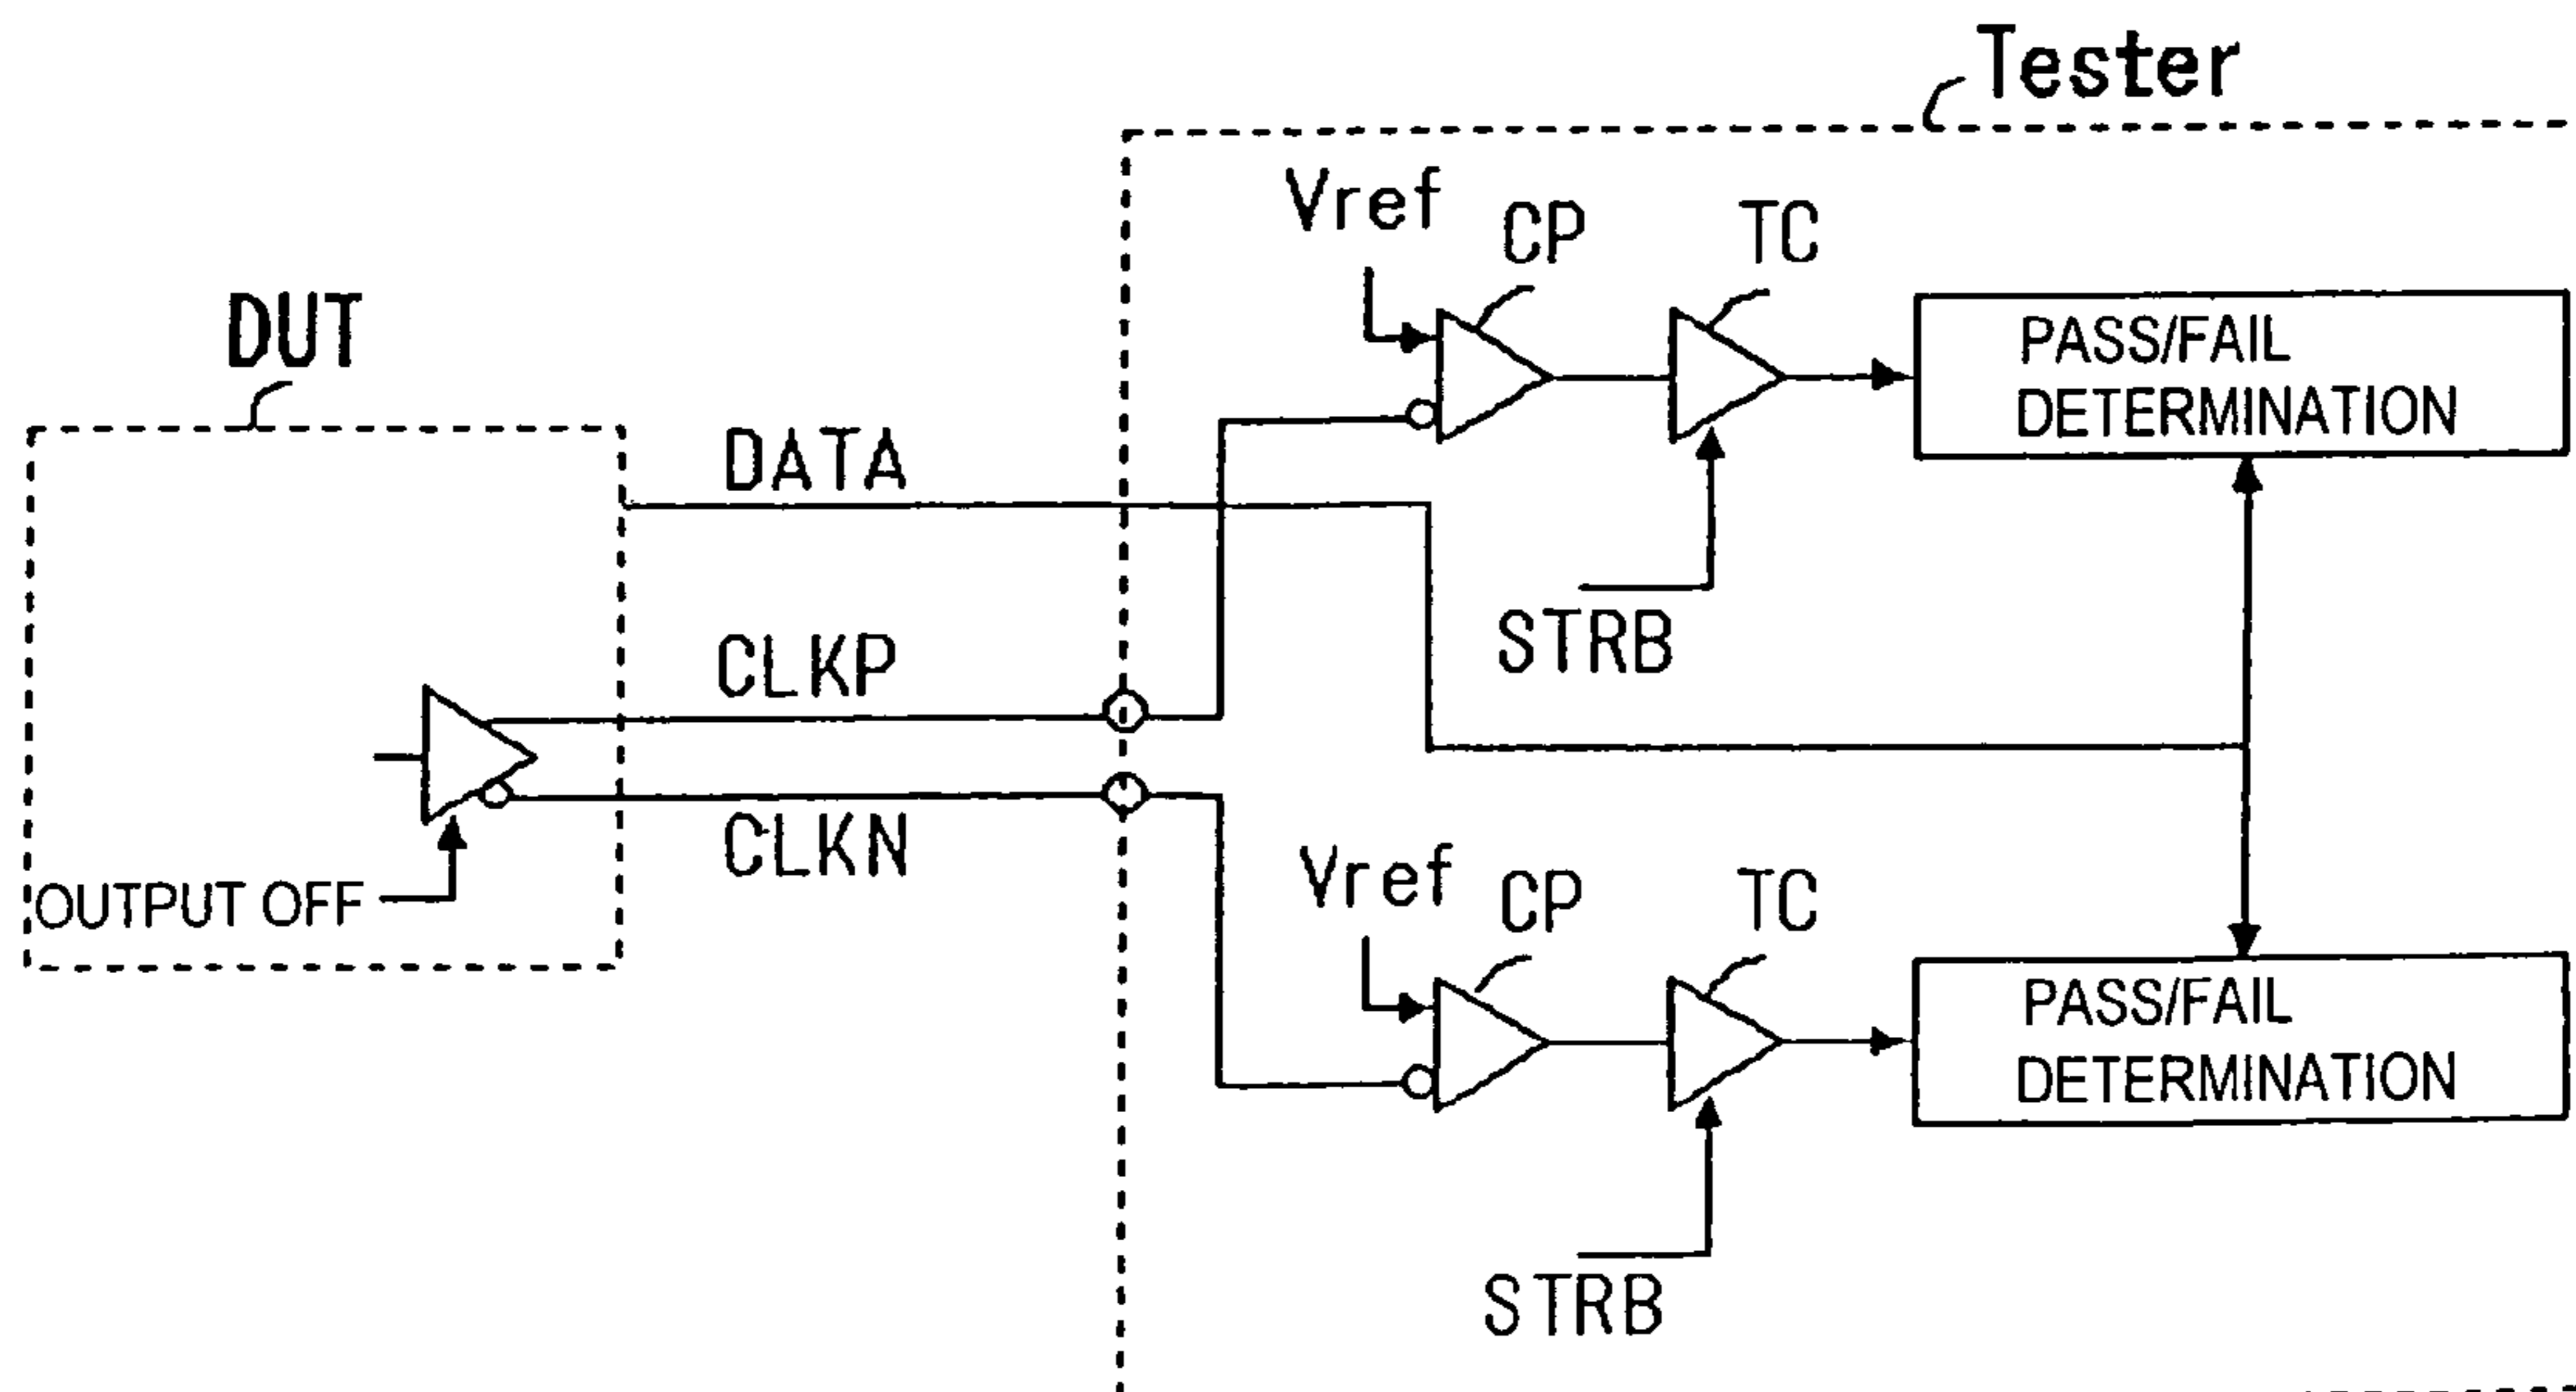 Tester
Vref
CP
TC
DUT
PASS/FAIL
DETERMINATION
DATA
STRB
CLKP
CLKN
OUTPUT OFF
Vref
CP
TC
PASS/FAIL
DETERMINATION
STRB